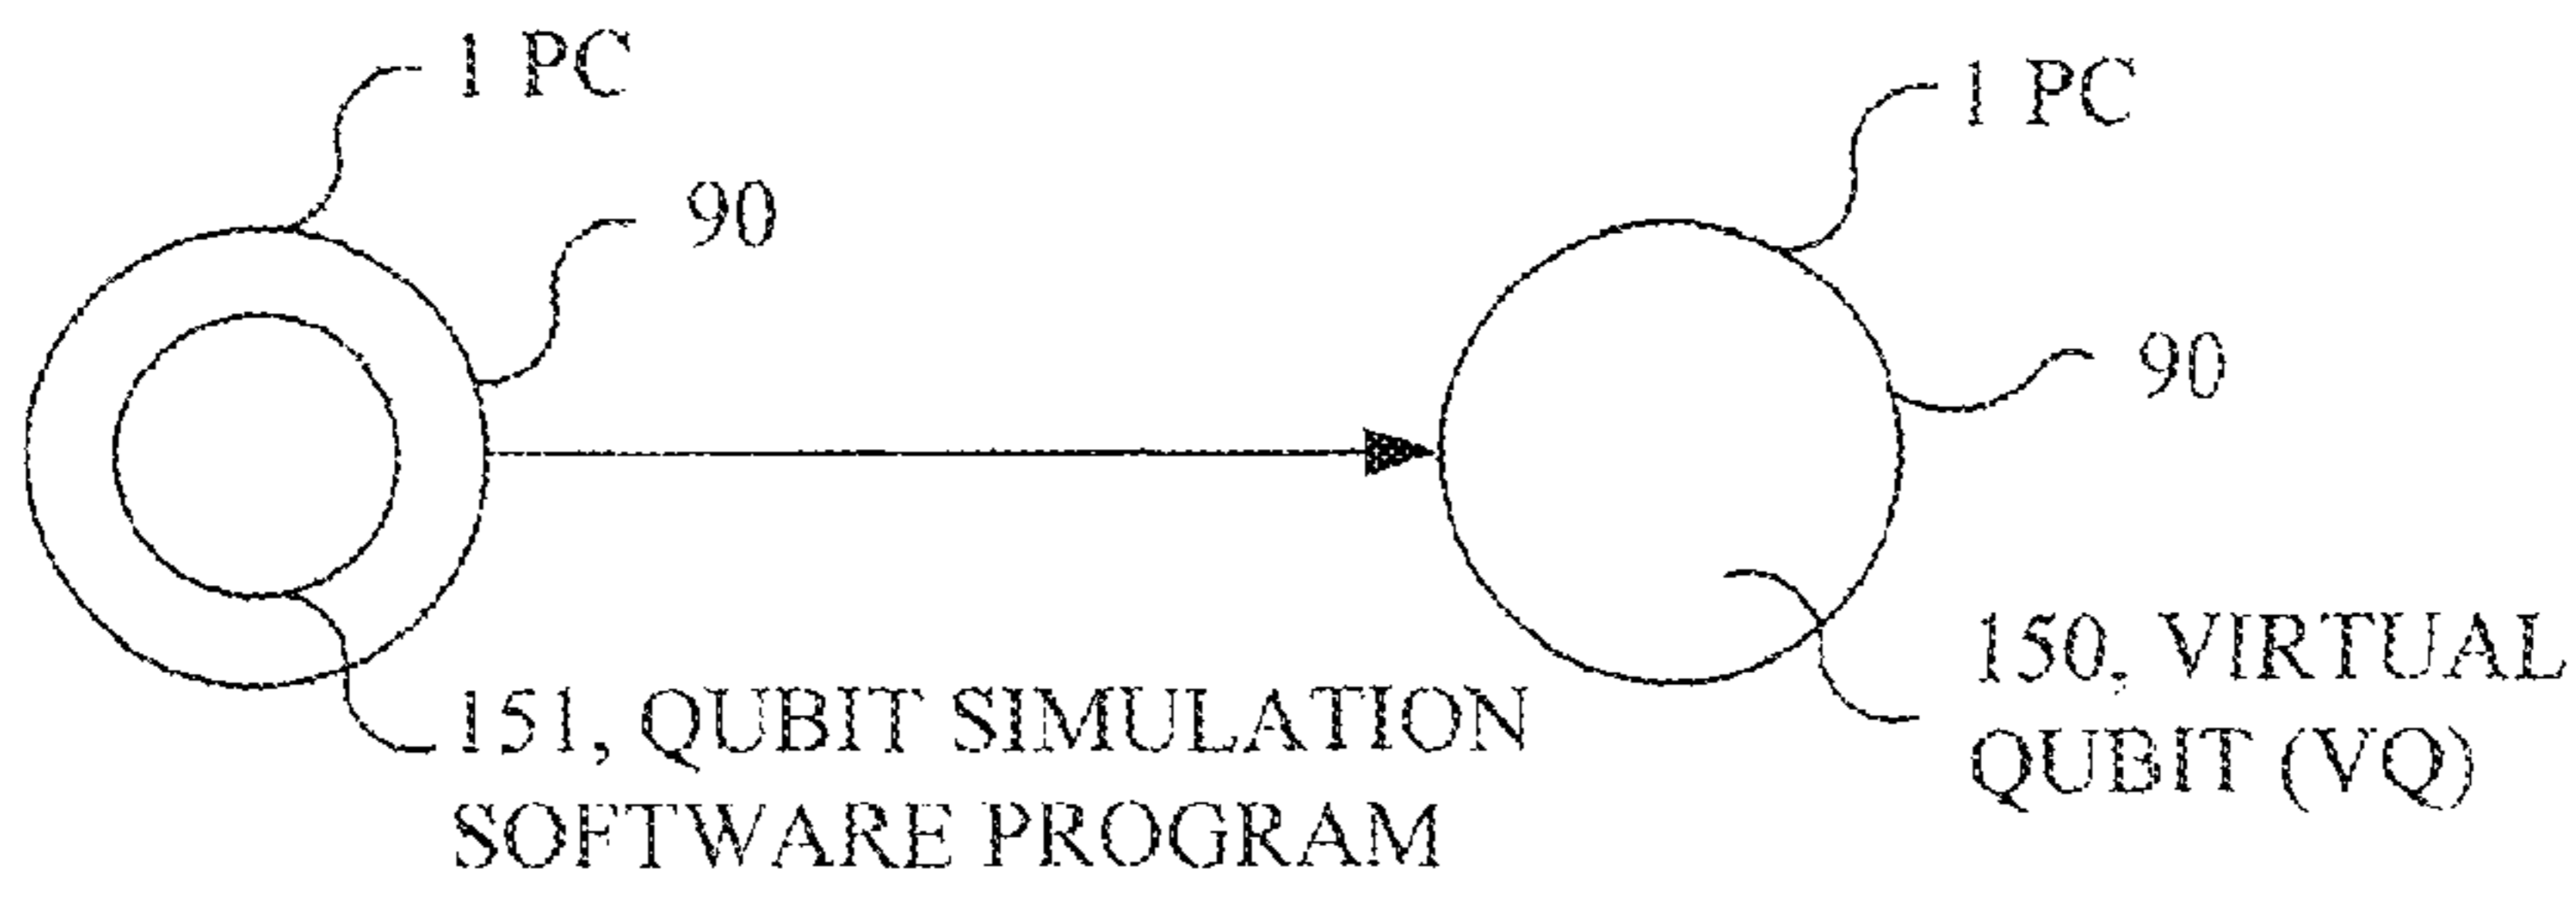 1 PC
90
151, QUBIT SIMULATION
SOFTWARE PROGRAM
1 PC
90
150, VIRTUAL
QUBIT (VQ)